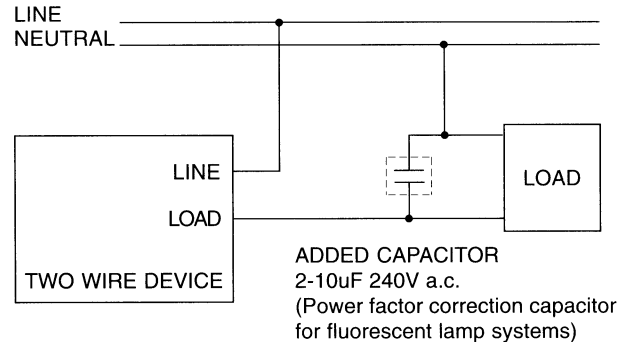 LINE
NEUTRAL
LINE
LOAD
TWO WIRE DEVICE
LOAD
ADDED CAPACITOR
2-10uF 240V a.c.
(Power factor correction capacitor
for fluorescent lamp systems)